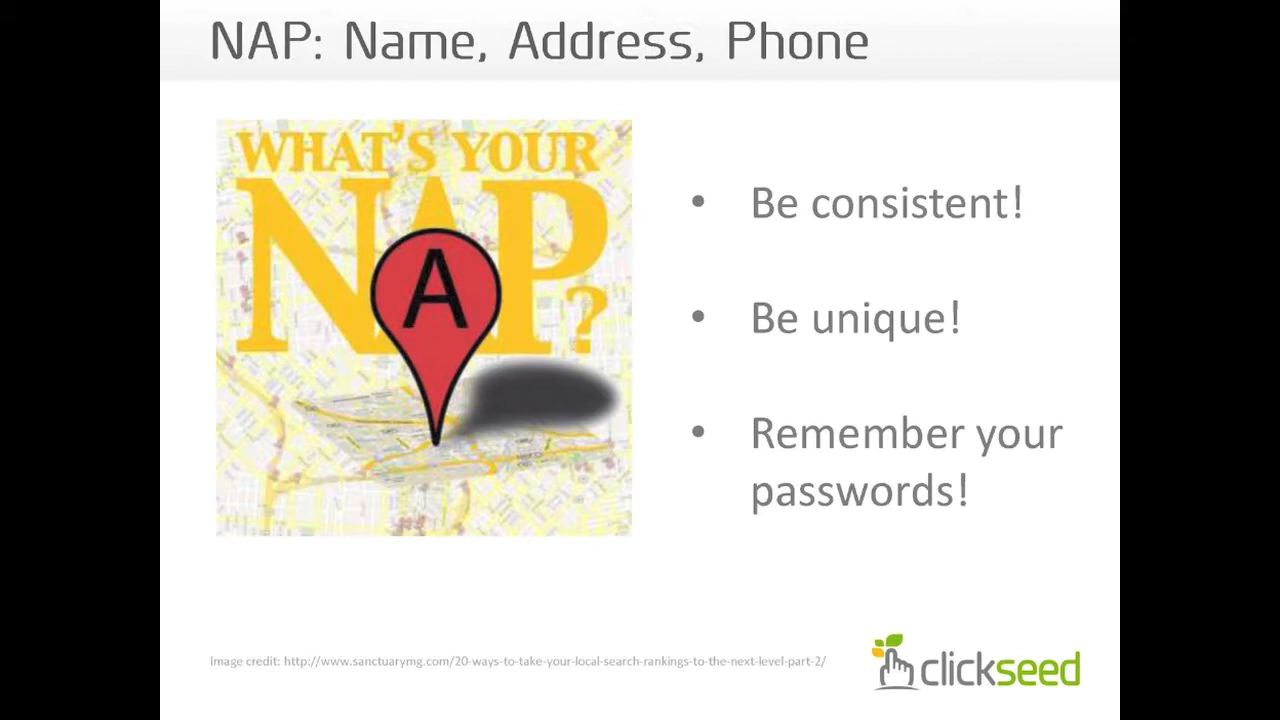 NAP: Name, Address, Phone
WHAT'S YOUR
NAP?
A
• Be consistent!
• Be unique!
• Remember your
passwords!
Image credit: http://www.sanctuarymg.com/20-ways-to-take-your-local-search-rankings-to-the-next-level-part-2/
clickseed